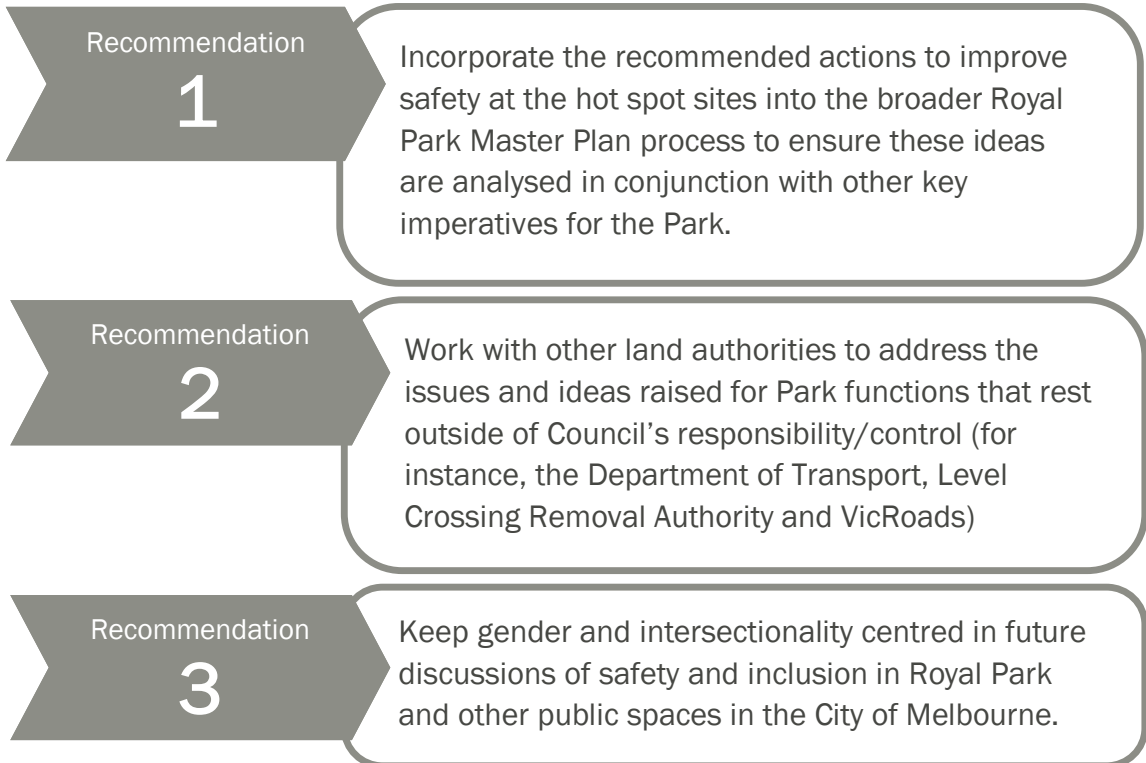 Recommendation
1
Incorporate the recommended actions to improve
safety at the hot spot sites into the broader Royal
Park Master Plan process to ensure these ideas
are analysed in conjunction with other key
imperatives for the Park.
Recommendation
2
Work with other land authorities to address the
issues and ideas raised for Park functions that rest
outside of Council's responsibility/control (for
instance, the Department of Transport, Level
Crossing Removal Authority and VicRoads)
Recommendation
3
Keep gender and intersectionality centred in future
discussions of safety and inclusion in Royal Park
and other public spaces in the City of Melbourne.